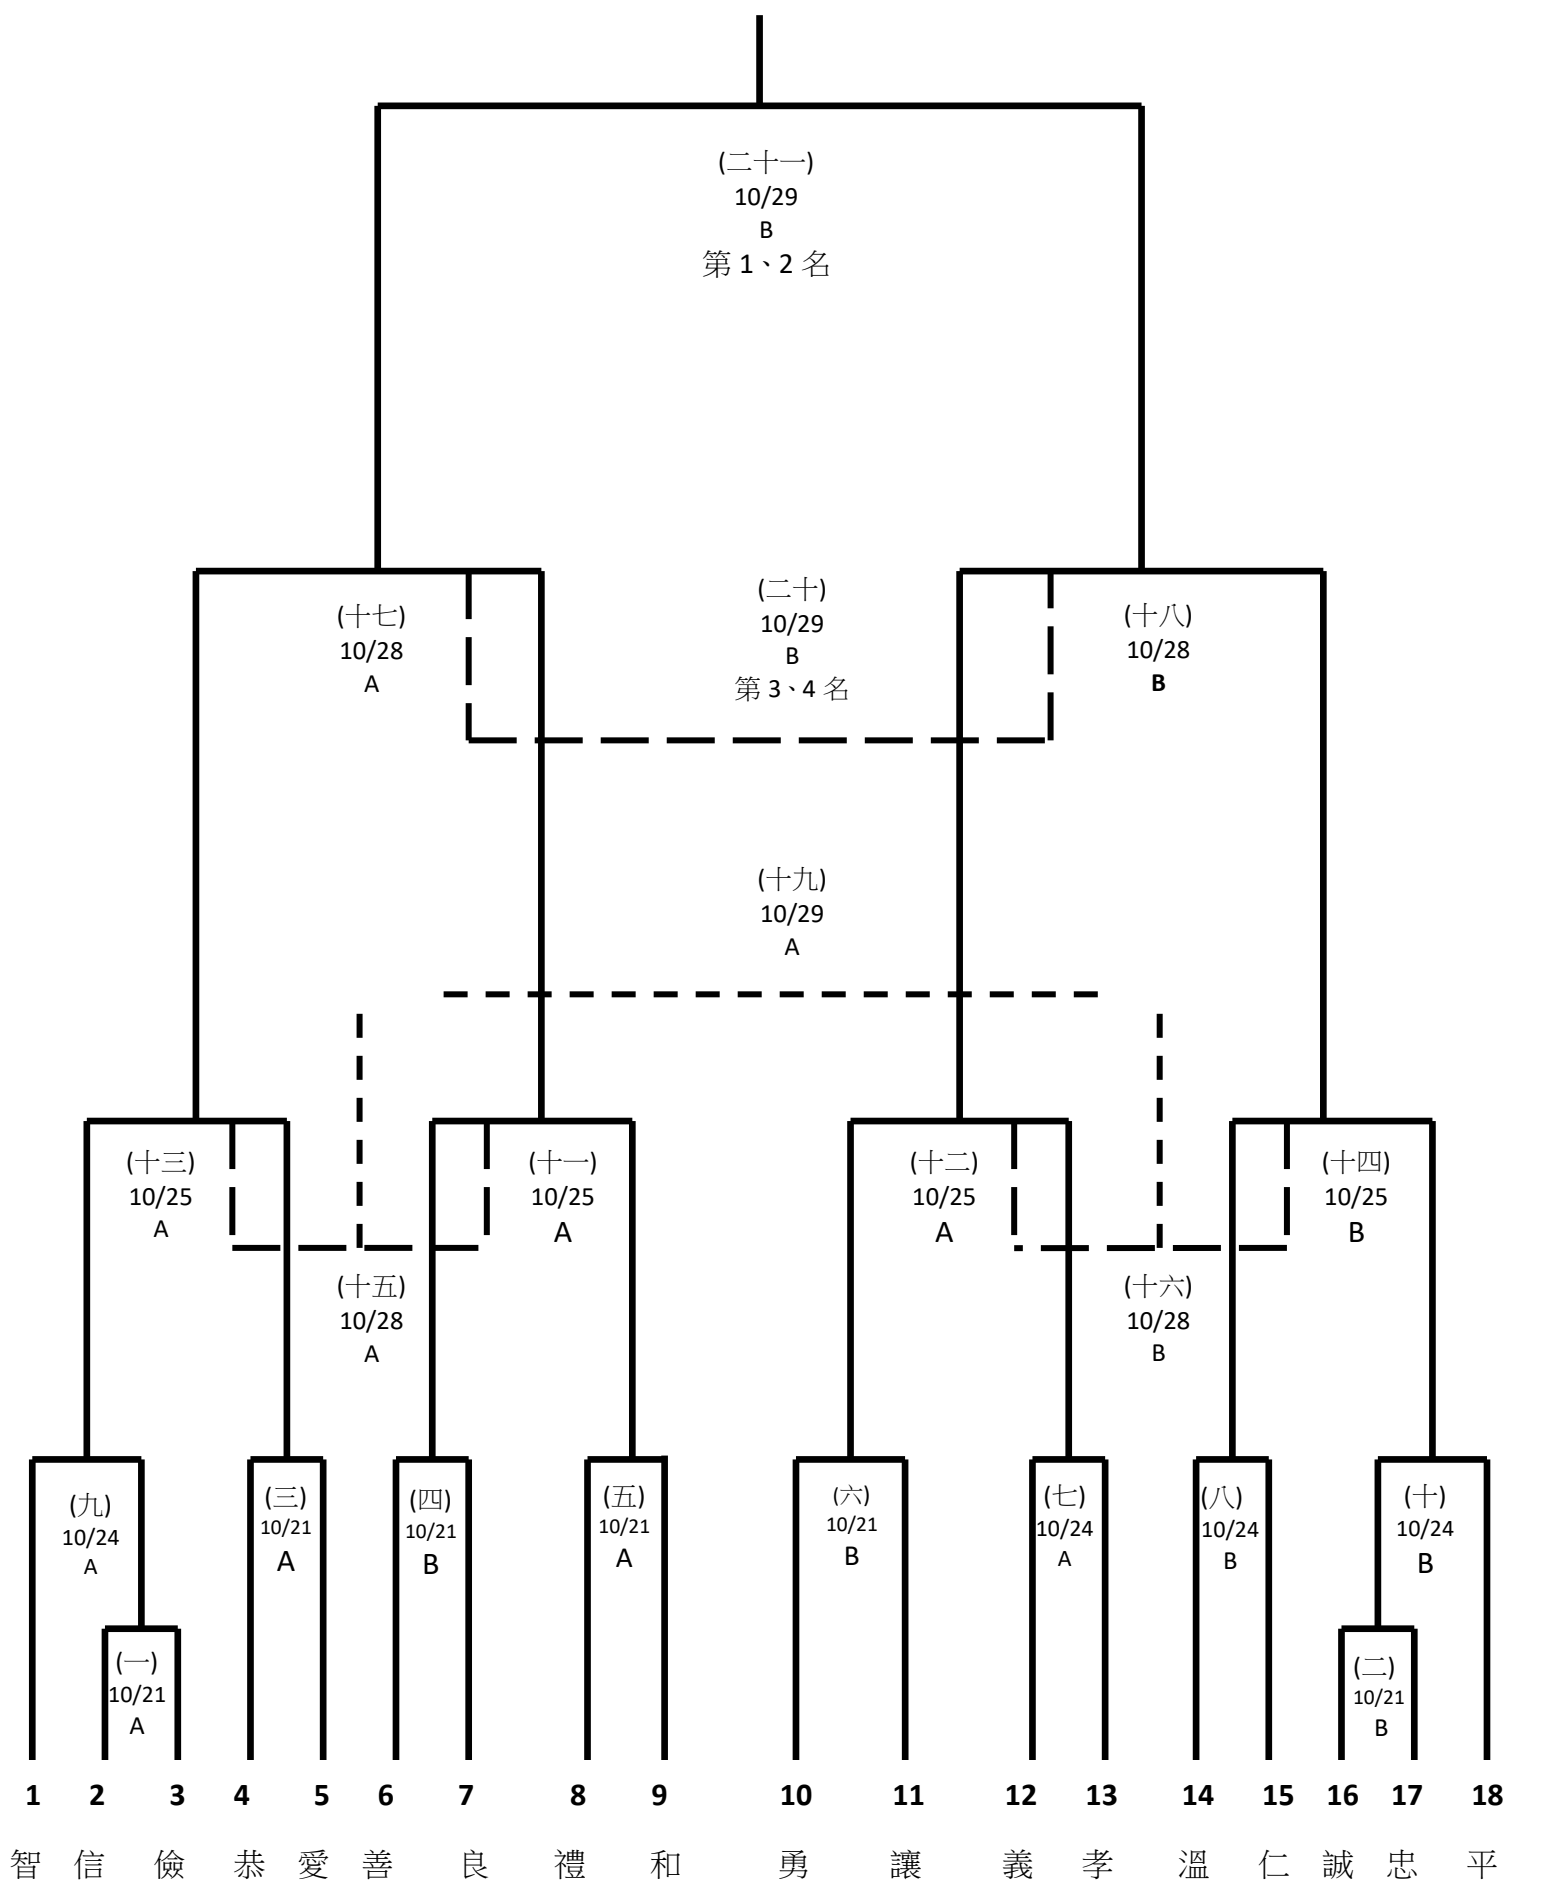 (二十一)
10/29
B
第 1、2 名
(十七)
10/28
A
(二十)
10/29
B
第 3、4 名
(十八)
10/28
B
(十九)
10/29
A
(十三)
10/25
A
(十一)
10/25
A
(十二)
10/25
A
(十四)
10/25
B
(十五)
10/28
A
(十六)
10/28
B
(九)
10/24
A
(三)
10/21
A
(四)
10/21
B
(五)
10/21
A
(六)
10/21
B
(七)
10/24
A
(八)
10/24
B
(十)
10/24
B
(一)
10/21
A
(二)
10/21
B
1 2 3 4 5 6 7 8 9 10 11 12 13 14 15 16 17 18
智 信 儉 恭 愛 善 良 禮 和 勇 讓 義 孝 溫 仁 誠 忠 平